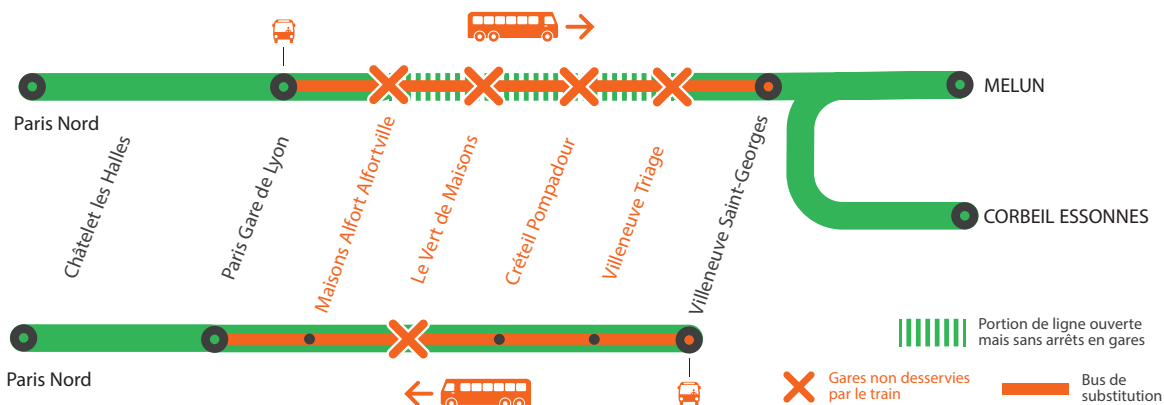 MELUN
Paris Nord
Châtelet les Halles
Paris Gare de Lyon
Maisons Alfort Alfortville
Le Vert de Maisons
Créteil Pompadour
Villeneuve Triage
Villeneuve Saint-Georges
CORBEIL ESSONNES
Paris Nord
Portion de ligne ouverte
mais sans arrêts en gares
Gares non desservies
par le train
Bus de
substitution